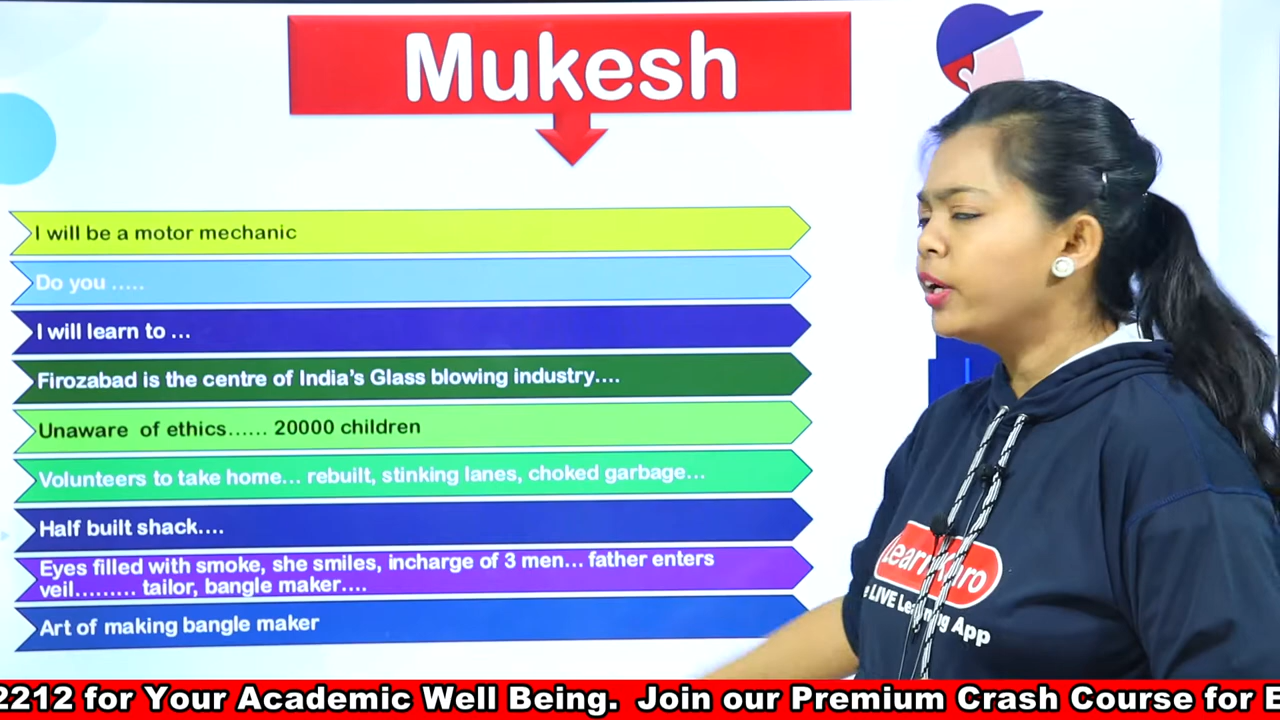 Mukesh
I will be a motor mechanic
Do you .....
I will learn to ...
Firozabad is the centre of India's Glass blowing industry....
Unaware of ethics...... 20000 children
Volunteers to take home... rebuilt, stinking lanes, choked garbage...
Half built shack....
Eyes filled with smoke, she smiles, incharge of 3 men... father enters
veil......... tailor, bangle maker....
Art of making bangle maker
LIVE
App
2212 for Your Academic Well Being. Join our Premium Crash Course for E